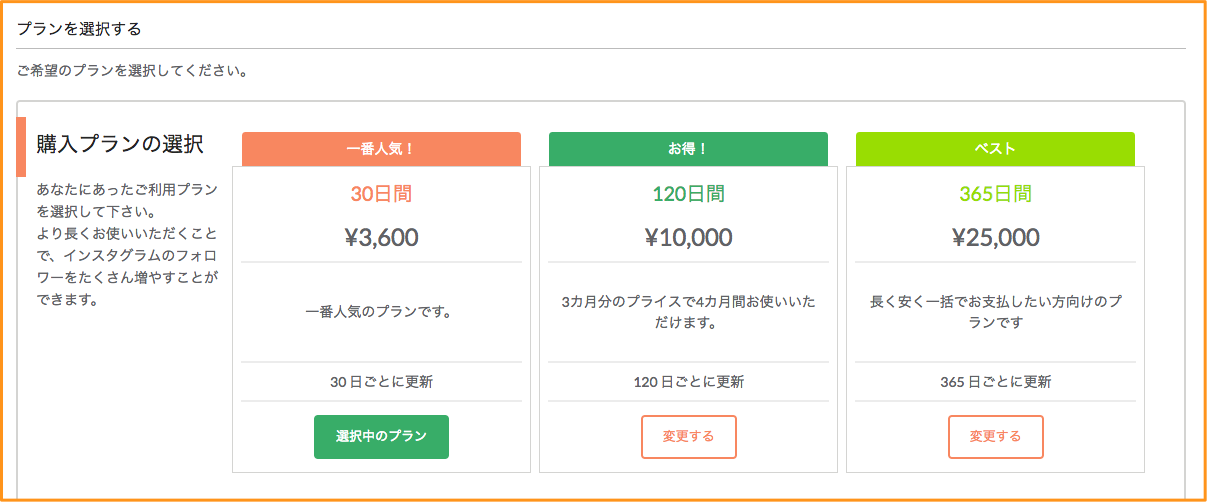 プランを選択する
ご希望のプランを選択してください。
購入プランの選択
あなたにあったご利用プラン
を選択して下さい。
より長くお使いいただくこと
で、インスタグラムのフォロ
ワーをたくさん増やすことが
できます。
一番人気！
30日間
¥3,600
一番人気のプランです。
30 日ごとに更新
選択中のプラン
お得！
120日間
¥10,000
3カ月分のプライスで4カ月間お使いいた
だけます。
120 日ごとに更新
変更する
ベスト
365日間
¥25,000
長く安く一括でお支払したい方向けのプ
ランです
365 日ごとに更新
変更する